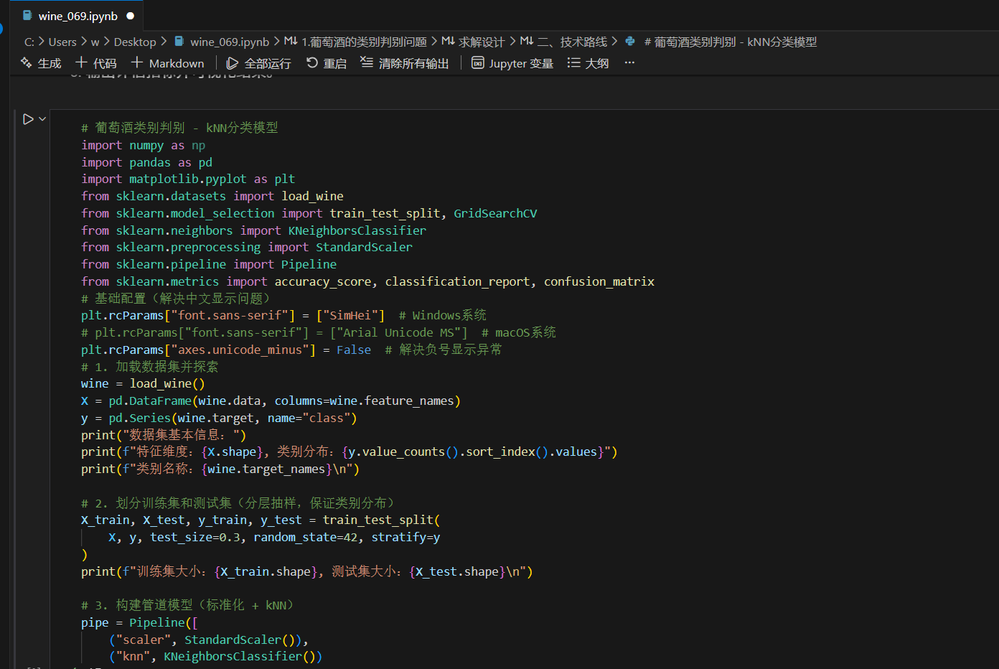 wine_069.ipynb
C: > Users > w > Desktop > wine_069.ipynb > M↓ 1.葡萄酒的类别判别问题 > M↓ 求解设计 > M↓ 二、技术路线 > # 葡萄酒类别判别 - kNN分类模型
生成 + 代码 + Markdown 全部运行 重启 清除所有输出 Jupyter 变量 大纲 ···
# 葡萄酒类别判别 - kNN分类模型
import numpy as np
import pandas as pd
import matplotlib.pyplot as plt
from sklearn.datasets import load_wine
from sklearn.model_selection import train_test_split, GridSearchCV
from sklearn.neighbors import KNeighborsClassifier
from sklearn.preprocessing import StandardScaler
from sklearn.pipeline import Pipeline
from sklearn.metrics import accuracy_score, classification_report, confusion_matrix
# 基础配置（解决中文显示问题）
plt.rcParams["font.sans-serif"] = ["SimHei"]  # Windows系统
# plt.rcParams["font.sans-serif"] = ["Arial Unicode MS"]  # macOS系统
plt.rcParams["axes.unicode_minus"] = False  # 解决负号显示异常
# 1. 加载数据集并探索
wine = load_wine()
X = pd.DataFrame(wine.data, columns=wine.feature_names)
y = pd.Series(wine.target, name="class")
print("数据集基本信息：")
print(f"特征维度：{X.shape}, 类别分布：{y.value_counts().sort_index().values}")
print(f"类别名称：{wine.target_names}\n")
# 2. 划分训练集和测试集（分层抽样，保证类别分布）
X_train, X_test, y_train, y_test = train_test_split(
    X, y, test_size=0.3, random_state=42, stratify=y
)
print(f"训练集大小：{X_train.shape}, 测试集大小：{X_test.shape}\n")
# 3. 构建管道模型（标准化 + kNN）
pipe = Pipeline([
    ("scaler", StandardScaler()),
    ("knn", KNeighborsClassifier())